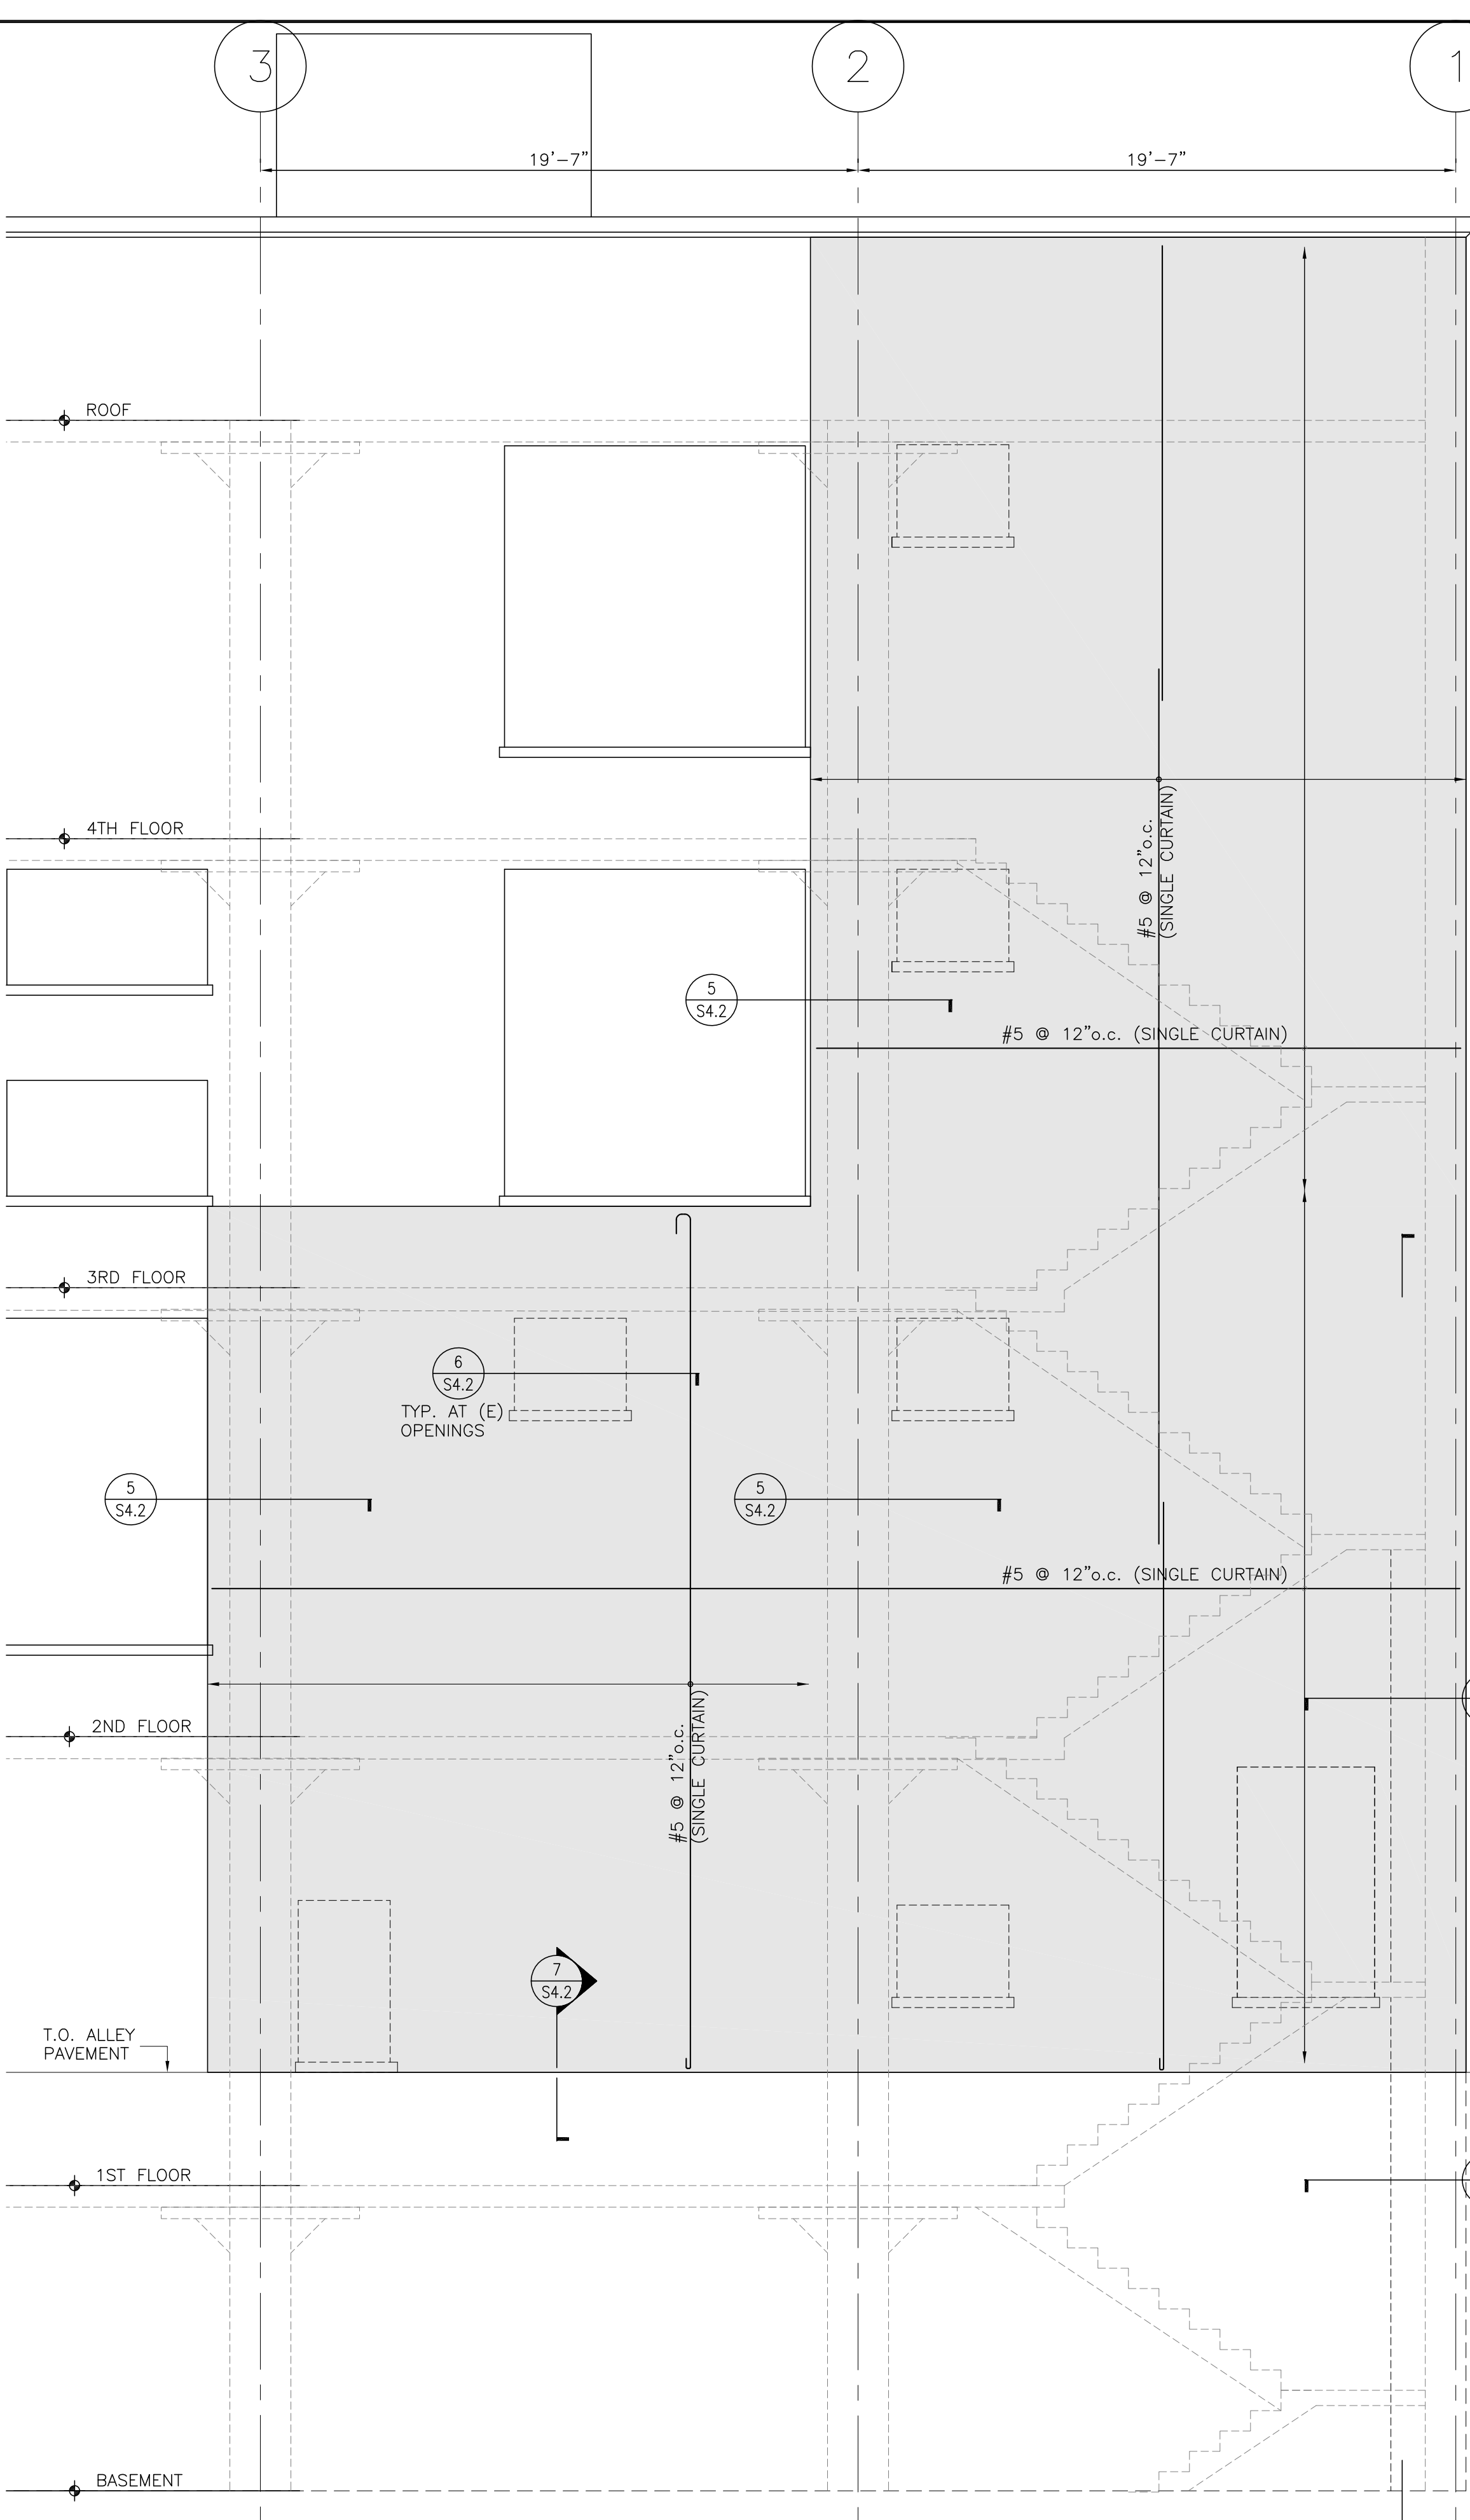 3
2
1
19'-7"
19'-7"
ROOF
4TH FLOOR
#5 @ 12"o.c.
(SINGLE CURTAIN)
5
S4.2
#5 @ 12"o.c. (SINGLE CURTAIN)
3RD FLOOR
6
S4.2
TYP. AT (E)
OPENINGS
5
S4.2
5
S4.2
#5 @ 12"o.c. (SINGLE CURTAIN)
2ND FLOOR
#5 @ 12"o.c.
(SINGLE CURTAIN)
7
S4.2
T.O. ALLEY
PAVEMENT
1ST FLOOR
BASEMENT